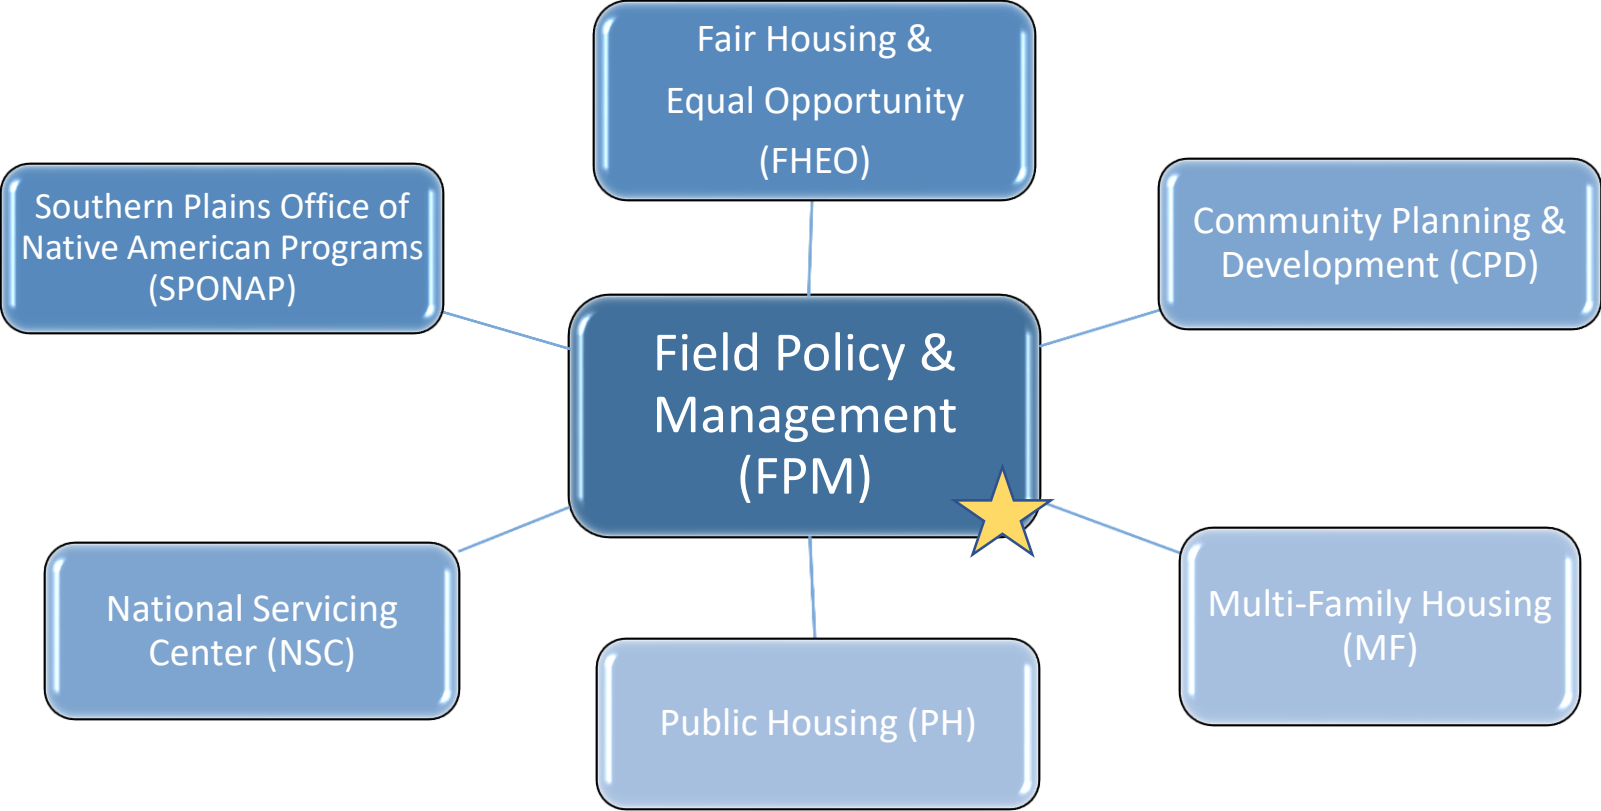 Fair Housing &
Equal Opportunity
(FHEO)
Southern Plains Office of
Native American Programs
(SPONAP)
Community Planning &
Development (CPD)
Field Policy &
Management
(FPM)
National Servicing
Center (NSC)
Multi-Family Housing
(MF)
Public Housing (PH)